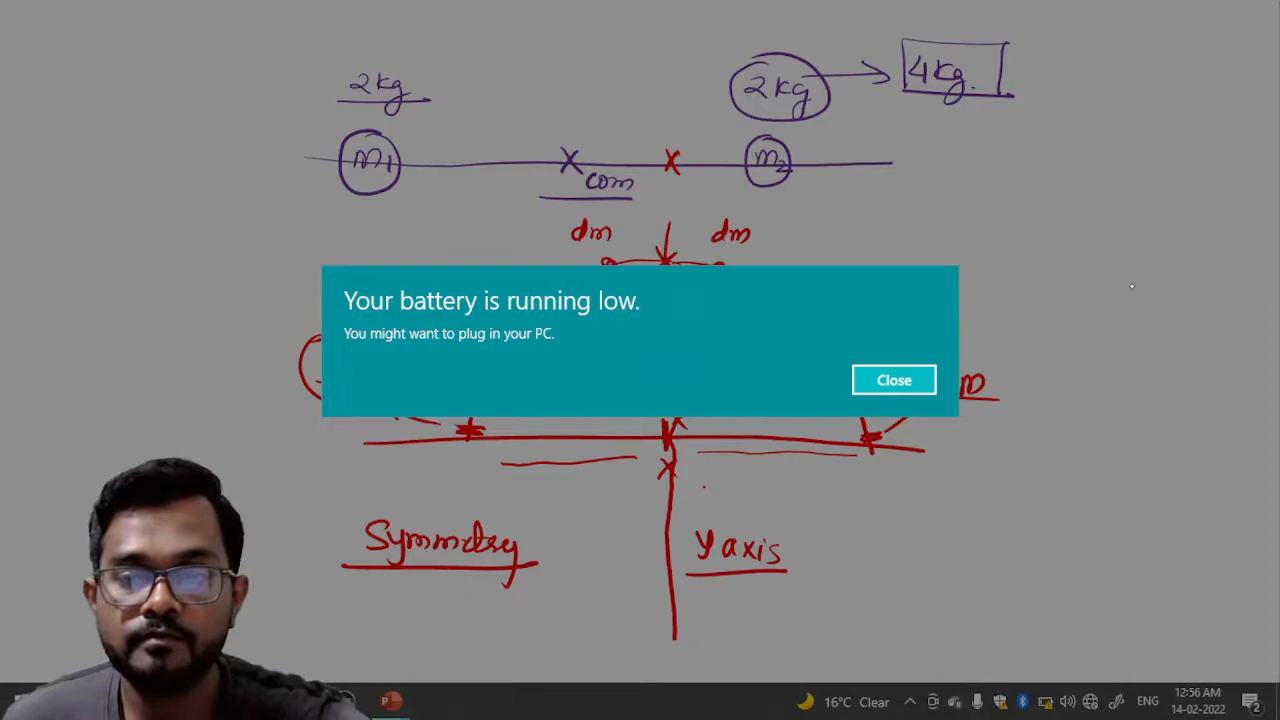 2kg
2kg
4kg.
m1
com
m2
dm
dm
Your battery is running low.
You might want to plug in your PC.
Close
m
Symmetry
y axis
16°C Clear
ENG
12:56 AM
14-02-2022
2